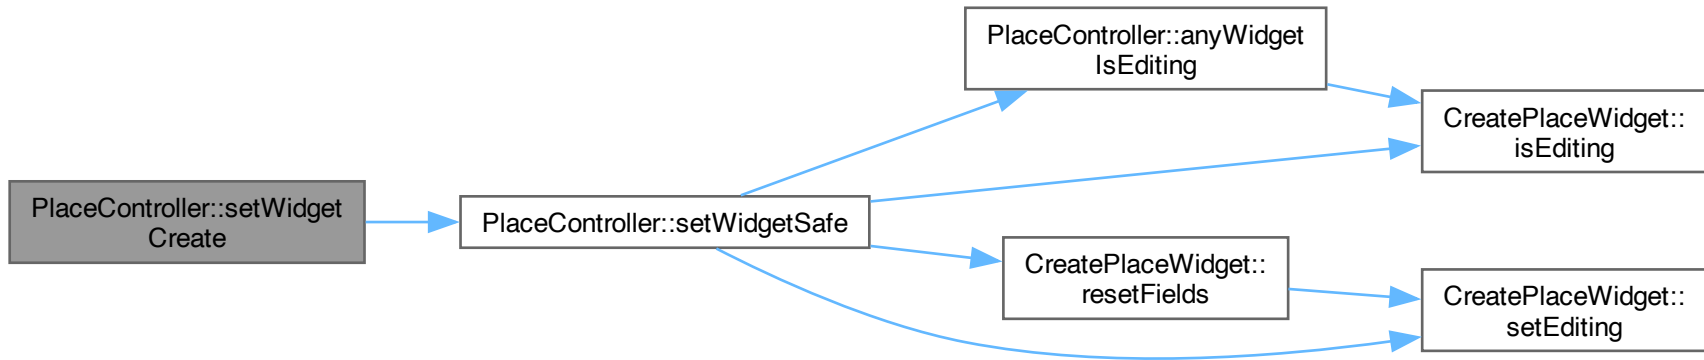 PlaceController::setWidget
Create
PlaceController::setWidgetSafe
PlaceController::anyWidget
IsEditing
CreatePlaceWidget::
isEditing
CreatePlaceWidget::
resetFields
CreatePlaceWidget::
setEditing